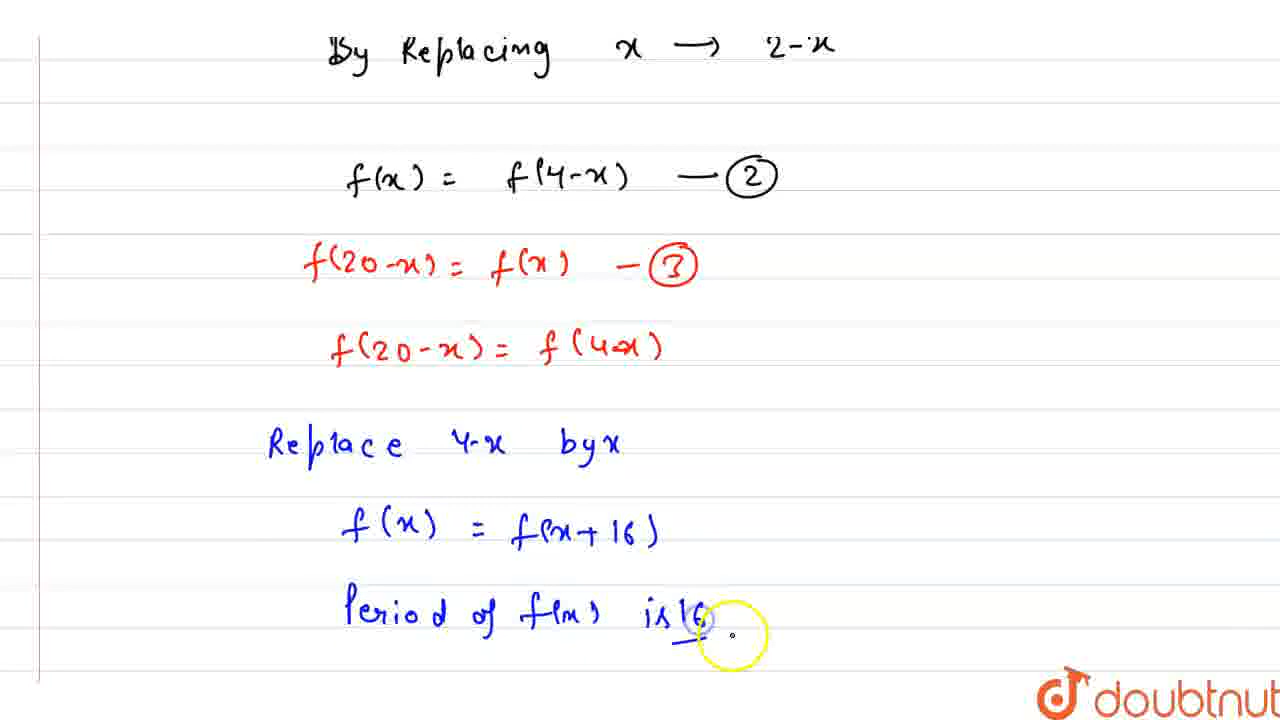 By Replacing x → 2-x
f(x) = f(4-x) — ②
f(20-x) = f(x) - ③
f(20-x) = f(4-x)
Replace 4-x by x
f(x) = f(x+16)
Period of f(x) is 16
doubtnut